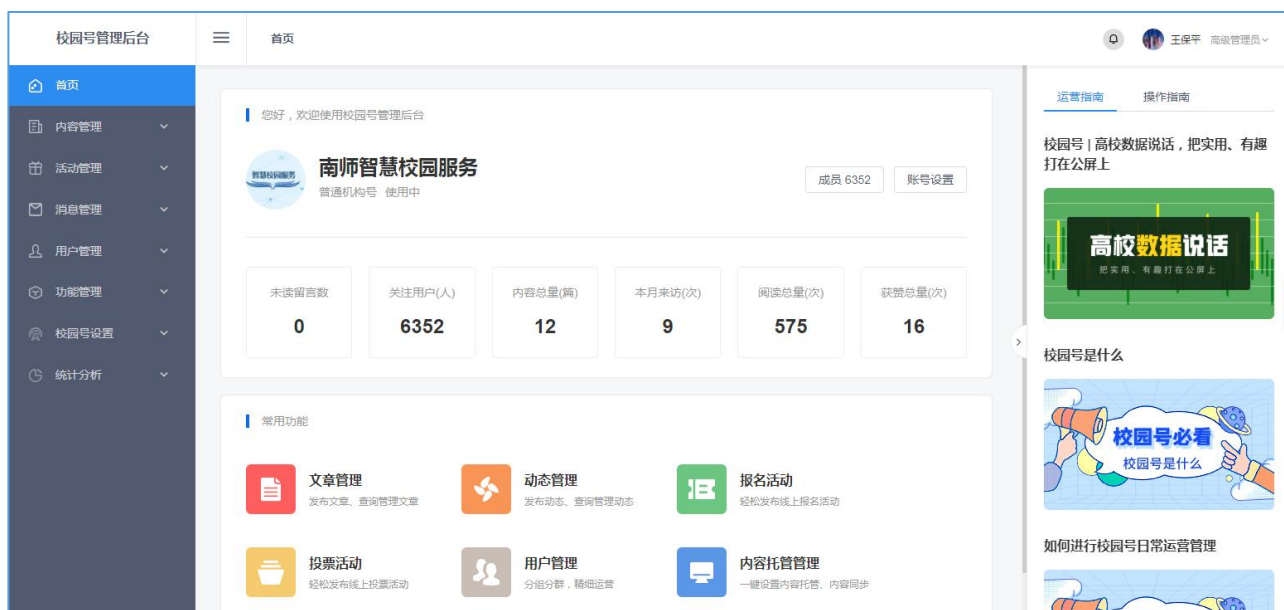 校园号管理后台
首页
王保平 高级管理员
首页
内容管理
活动管理
消息管理
用户管理
功能管理
校园号设置
统计分析
您好，欢迎使用校园号管理后台
智慧校园服务
南师智慧校园服务
普通机构号 使用中
成员 6352
账号设置
未读留言数
关注用户(人)
内容总量(篇)
本月来访(次)
阅读总量(次)
获赞总量(次)
0
6352
12
9
575
16
常用功能
文章管理
发布文章、查询管理文章
动态管理
发布动态、查询管理动态
报名活动
轻松发布线上报名活动
投票活动
轻松发布线上投票活动
用户管理
分组分群，精细运营
内容托管管理
一键设置内容托管、内容同步
运营指南
操作指南
校园号 | 高校数据说话，把实用、有趣
打在公屏上
高校数据说话
把实用、有趣打在公屏上
校园号是什么
校园号必看
校园号是什么
如何进行校园号日常运营管理